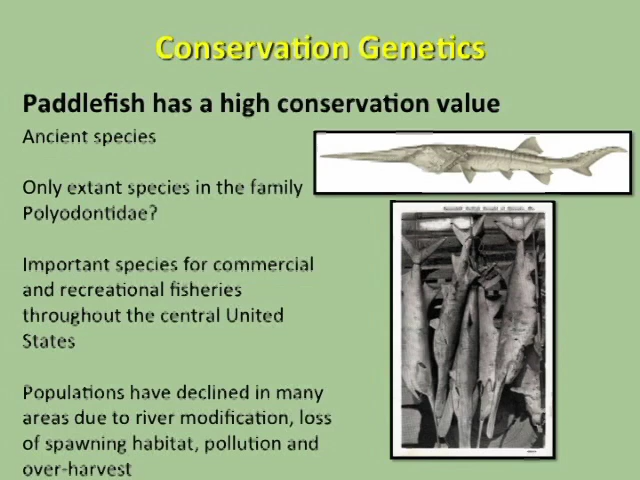 Conservation Genetics
Paddlefish has a high conservation value
Ancient species
Only extant species in the family
Polyodontidae?
Important species for commercial
and recreational fisheries
throughout the central United
States
Populations have declined in many
areas due to river modification, loss
of spawning habitat, pollution and
over-harvest